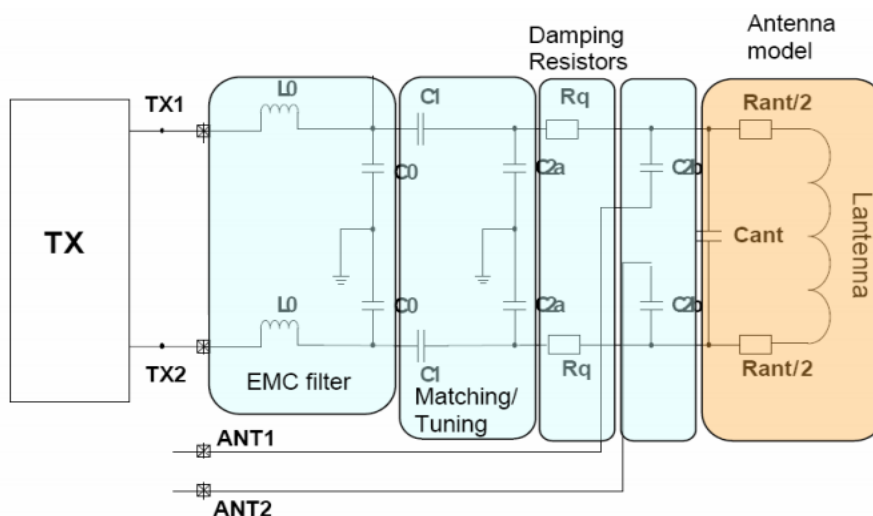 Damping
Resistors
Antenna
model
TX1
L0
C1
Rq
Rant/2
C0
C2a
C2b
TX
Cant
Lantenna
L0
C0
C2a
C2b
TX2
EMC filter
C1
Matching/
Tuning
Rq
Rant/2
ANT1
ANT2